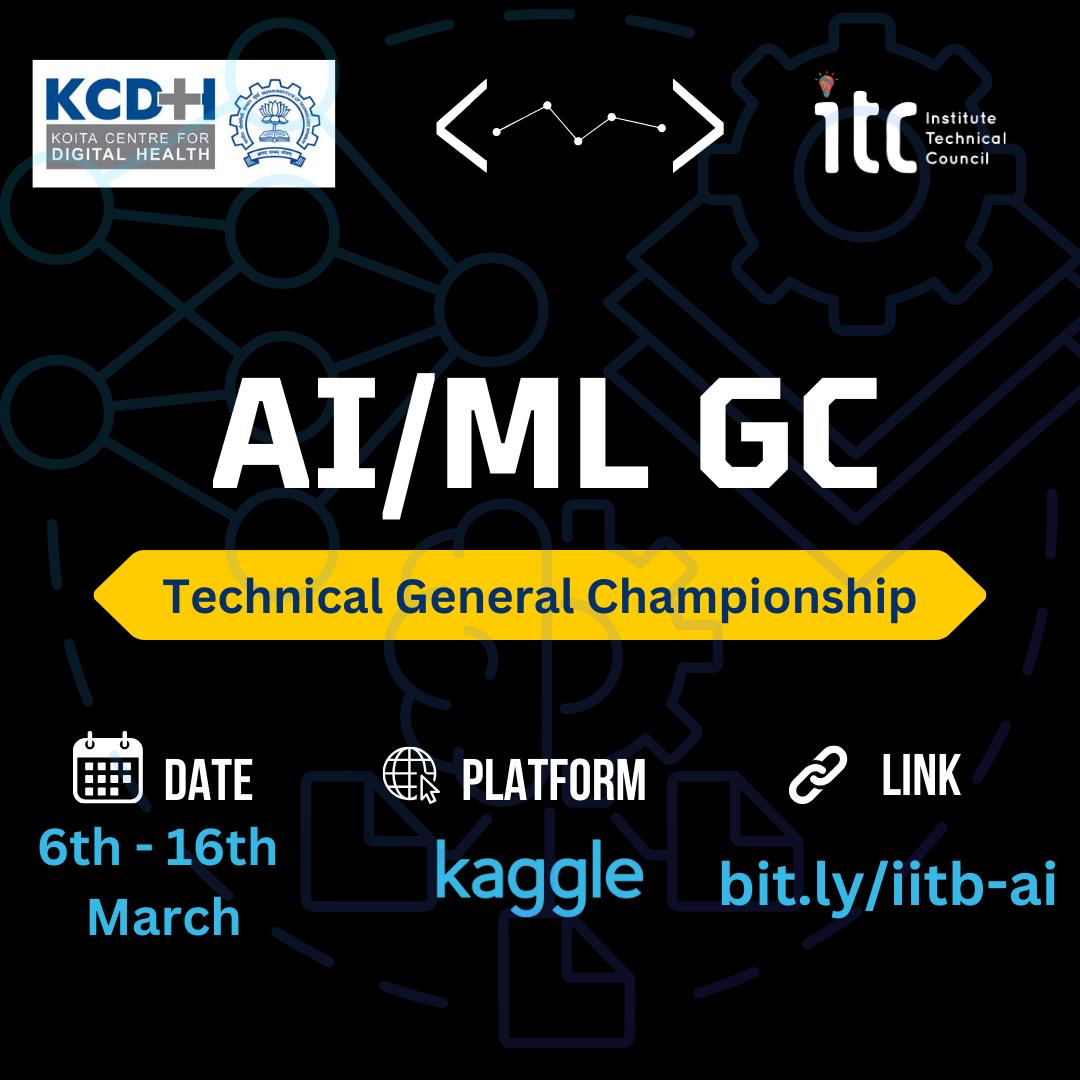 KCDH
KOITA CENTRE FOR
DIGITAL HEALTH
itc
Institute
Technical
Council
AI/ML GC
Technical General Championship
DATE
6th - 16th
March
PLATFORM
kaggle
LINK
bit.ly/iitb-ai